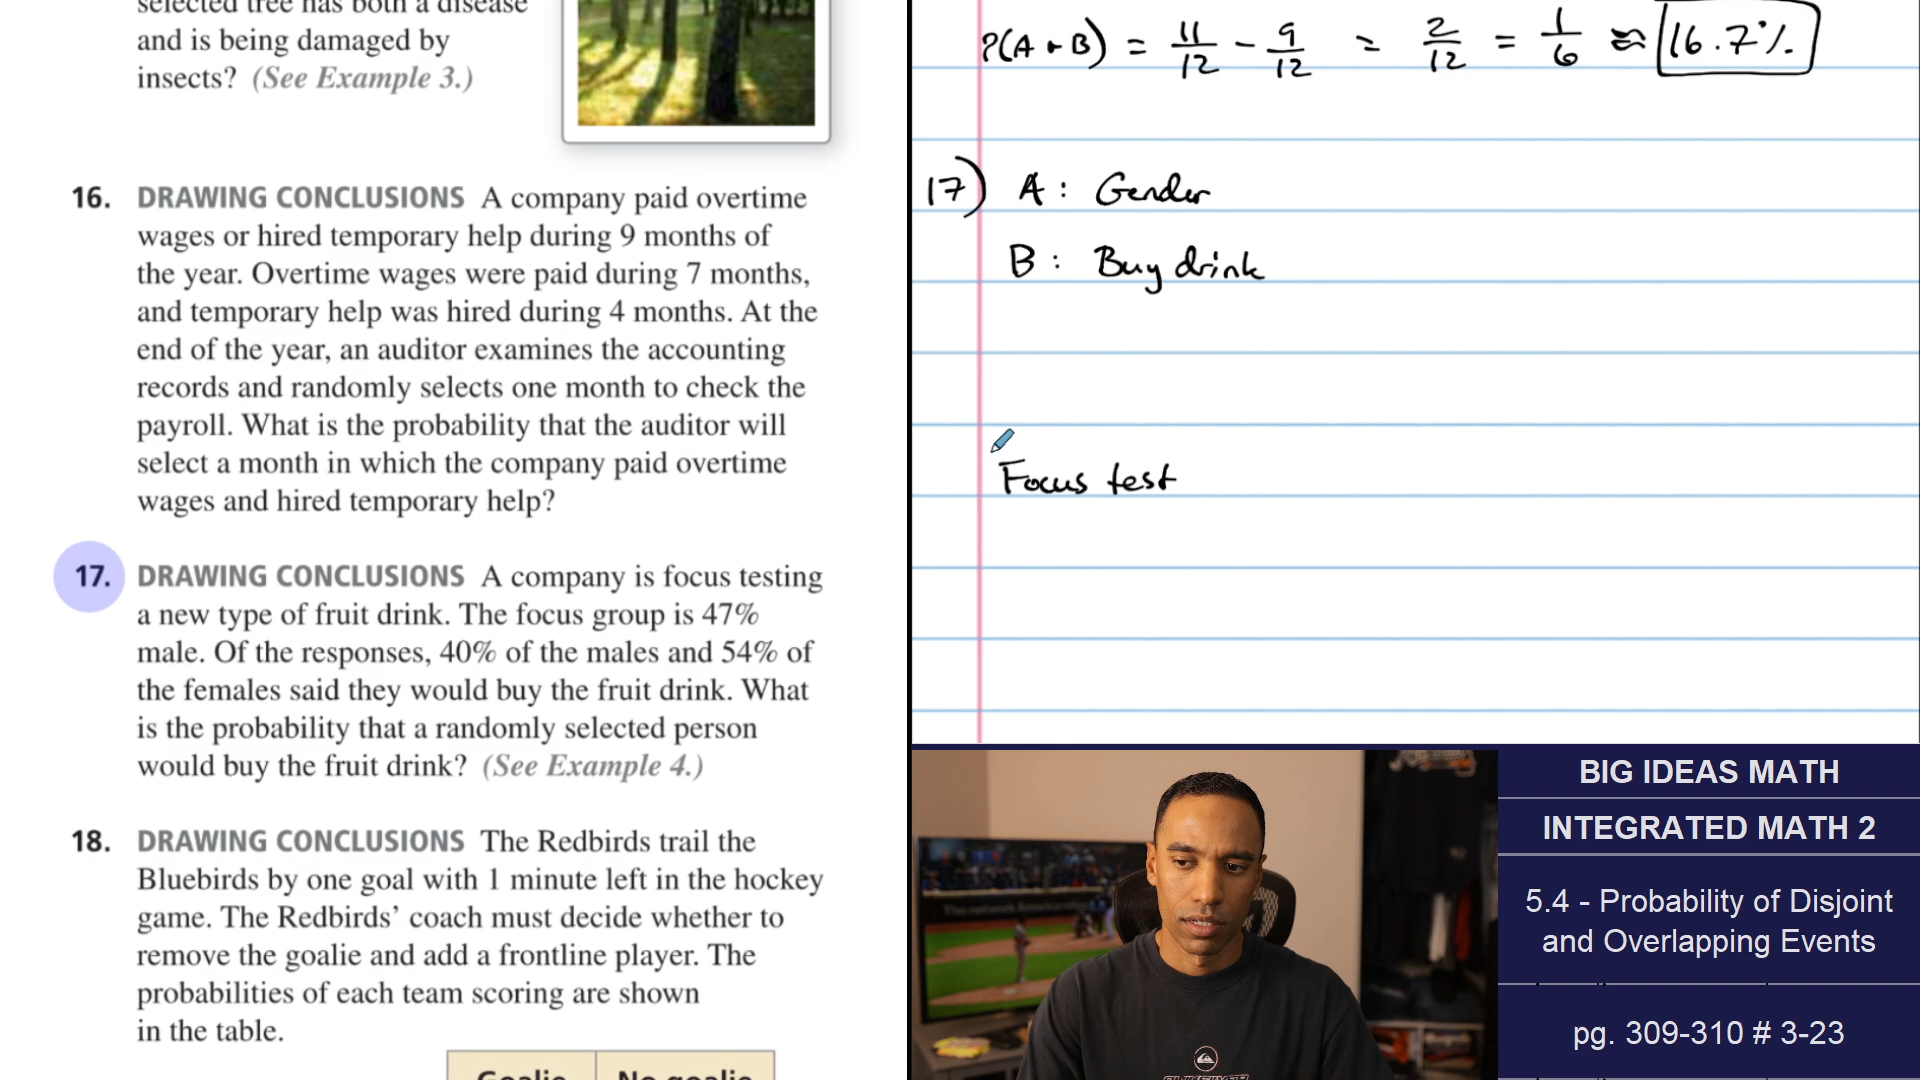 selected tree has both a disease
and is being damaged by
insects? (See Example 3.)
16. DRAWING CONCLUSIONS A company paid overtime
wages or hired temporary help during 9 months of
the year. Overtime wages were paid during 7 months,
and temporary help was hired during 4 months. At the
end of the year, an auditor examines the accounting
records and randomly selects one month to check the
payroll. What is the probability that the auditor will
select a month in which the company paid overtime
wages and hired temporary help?
17. DRAWING CONCLUSIONS A company is focus testing
a new type of fruit drink. The focus group is 47%
male. Of the responses, 40% of the males and 54% of
the females said they would buy the fruit drink. What
is the probability that a randomly selected person
would buy the fruit drink? (See Example 4.)
18. DRAWING CONCLUSIONS The Redbirds trail the
Bluebirds by one goal with 1 minute left in the hockey
game. The Redbirds’ coach must decide whether to
remove the goalie and add a frontline player. The
probabilities of each team scoring are shown
in the table.
Goalie No goalie
P(A + B) = 11/12 - 9/12 = 2/12 = 1/6 ≈ 16.7%
17) A: Gender
B: Buy drink
Focus test
BIG IDEAS MATH
INTEGRATED MATH 2
5.4 - Probability of Disjoint
and Overlapping Events
pg. 309-310 # 3-23